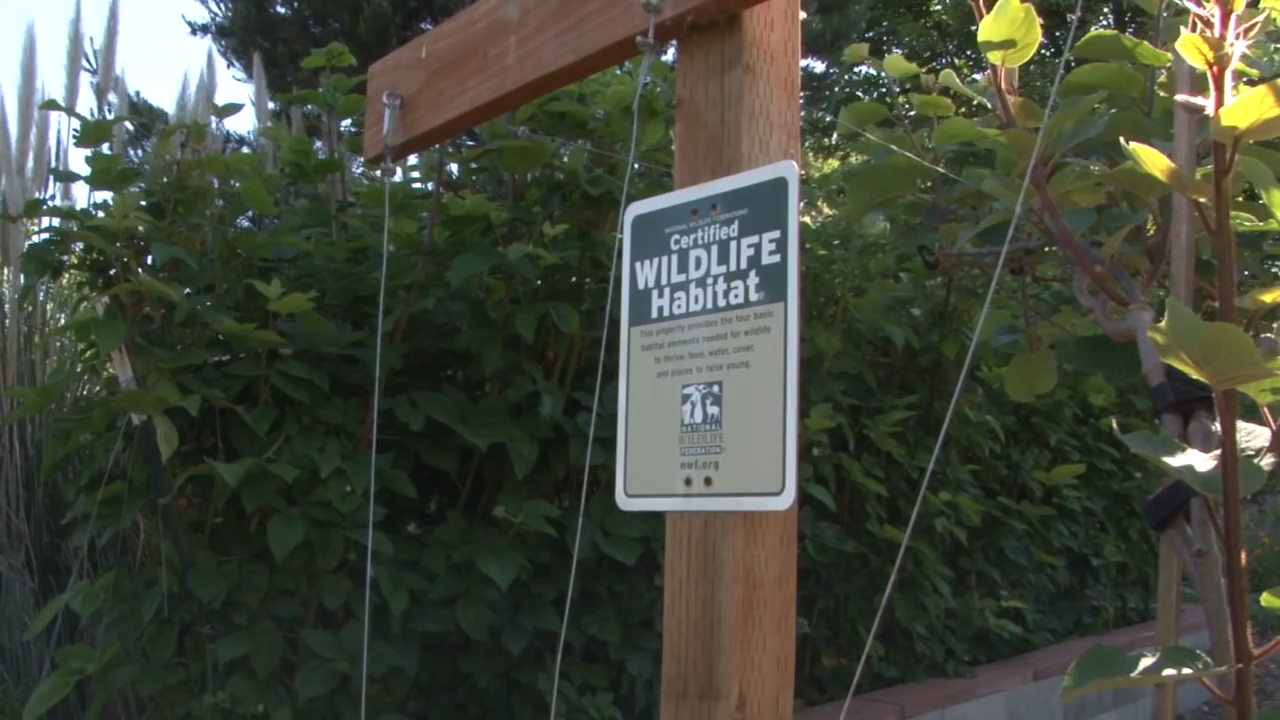 NATIONAL WILDLIFE FEDERATION®
Certified
WILDLIFE
Habitat®
This property provides the four basic
habitat elements needed for wildlife
to thrive: food, water, cover,
and places to raise young.
NATIONAL
WILDLIFE
FEDERATION
nwf.org